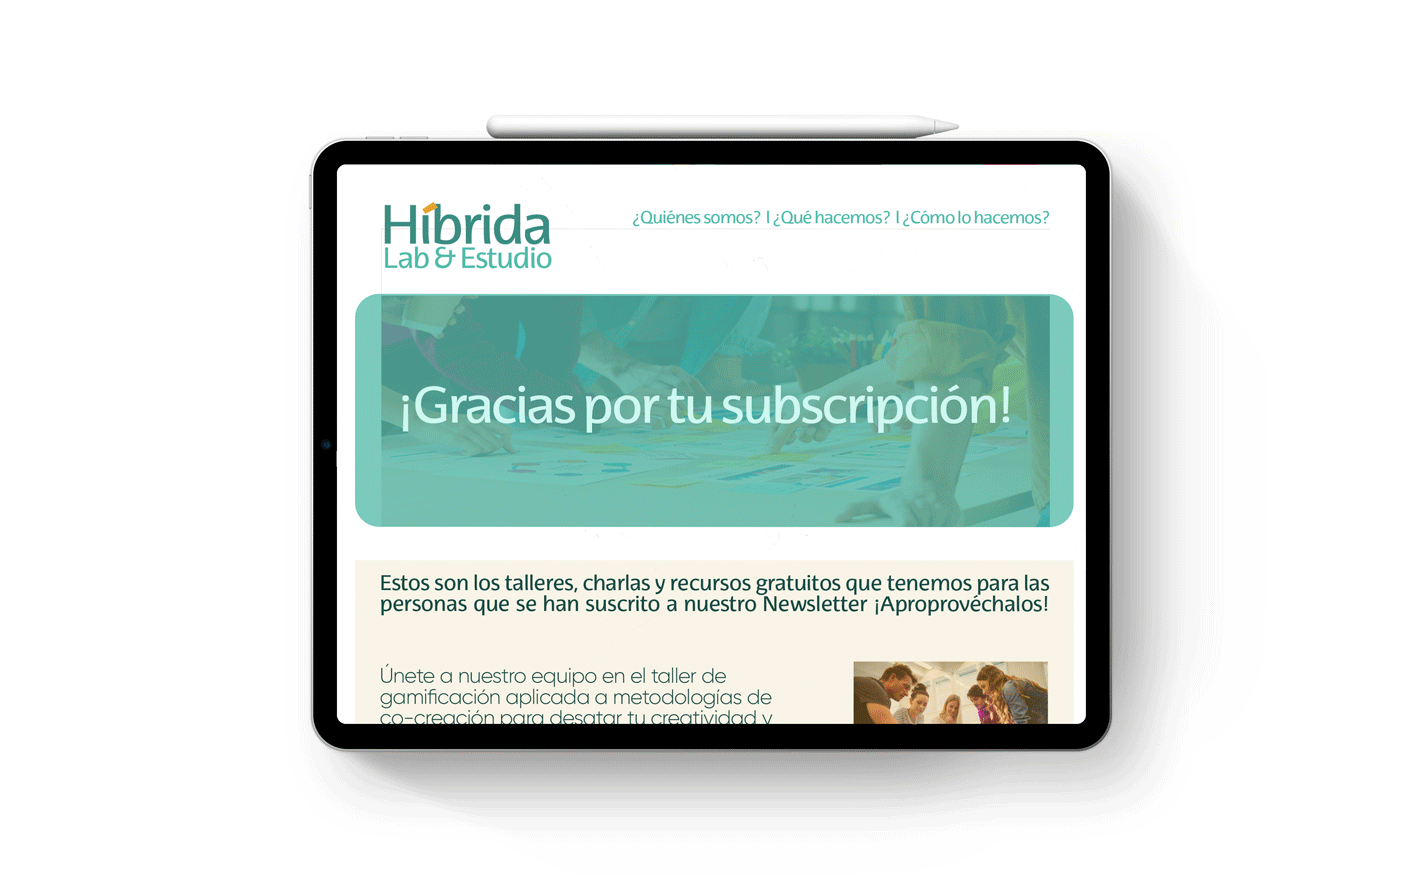 Híbrida
Lab & Estudio
¿Quiénes somos? | ¿Qué hacemos? | ¿Cómo lo hacemos?
¡Gracias por tu subscripción!
Estos son los talleres, charlas y recursos gratuitos que tenemos para las
personas que se han suscrito a nuestro Newsletter ¡Aproprovéchalos!
Únete a nuestro equipo en el taller de
gamificación aplicada a metodologías de
co-creación para desatar tu creatividad y